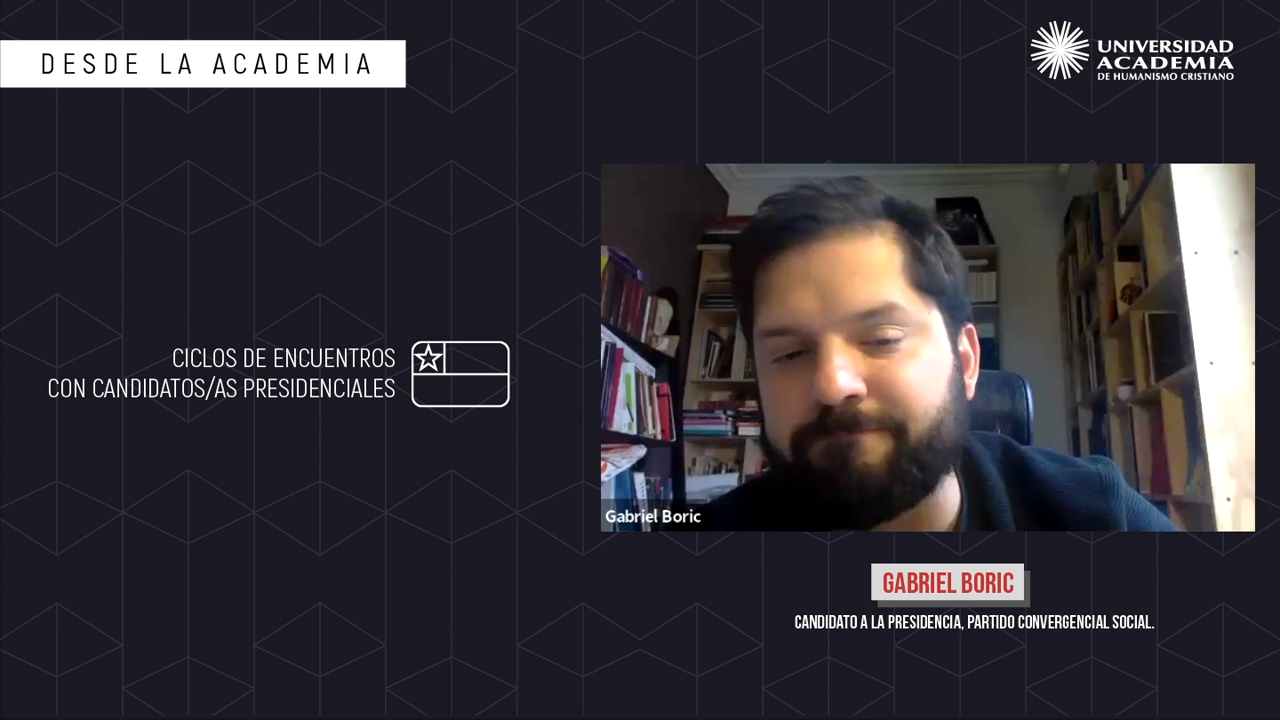 DESDE LA ACADEMIA
UNIVERSIDAD
ACADEMIA
DE HUMANISMO CRISTIANO
CICLOS DE ENCUENTROS
CON CANDIDATOS/AS PRESIDENCIALES
Gabriel Boric
GABRIEL BORIC
CANDIDATO A LA PRESIDENCIA, PARTIDO CONVERGENCIAL SOCIAL.